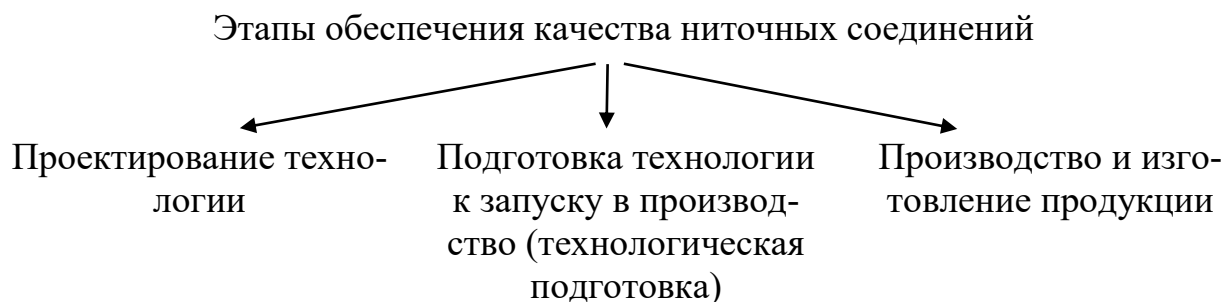 Этапы обеспечения качества ниточных соединений
Проектирование техно-
логии
Подготовка технологии
к запуску в производ-
ство (технологическая
подготовка)
Производство и изго-
товление продукции